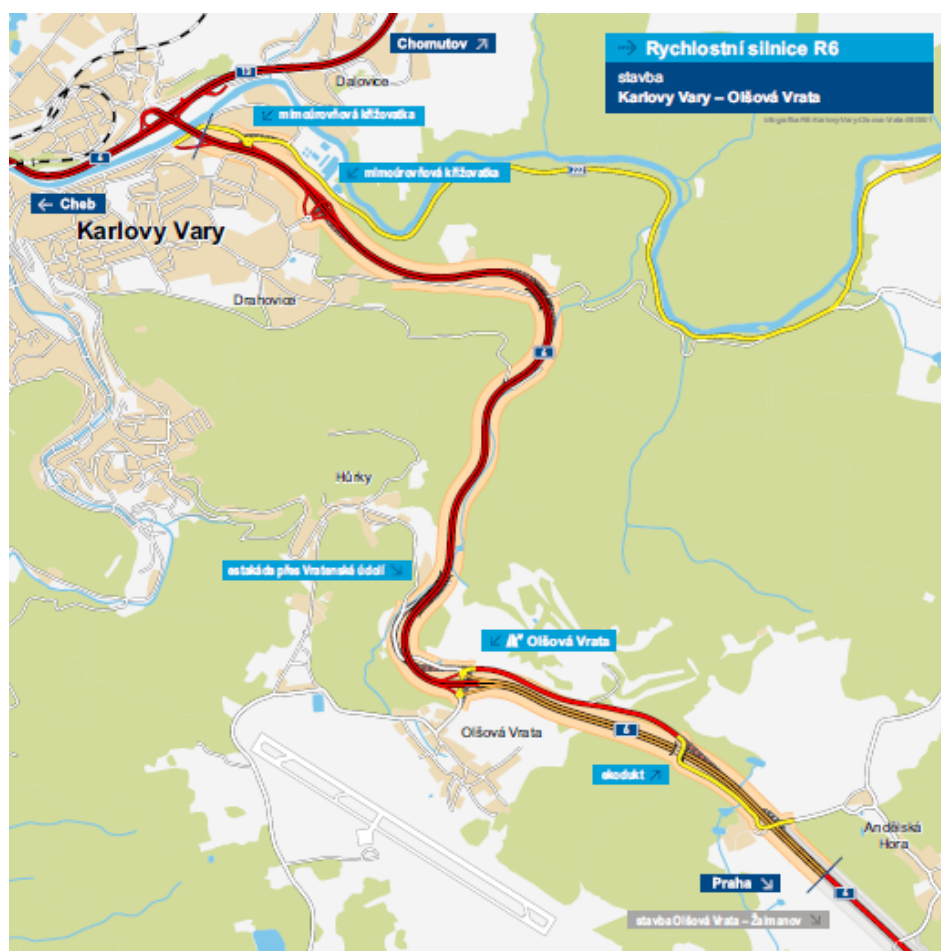 Chomutov
Rychlostní silnice R6
stavba
Karlovy Vary – Olšová Vrata
13
Dalovice
mimoúrovňová křižovatka
mimoúrovňová křižovatka
222
6
Cheb
Karlovy Vary
Drahovice
6
Hůrky
estakáda přes Vratenské údolí
Olšová Vrata
Olšová Vrata
6
ekodukt
Andělská
Hora
Praha
6
stavba Olšová Vrata – Žalmanov